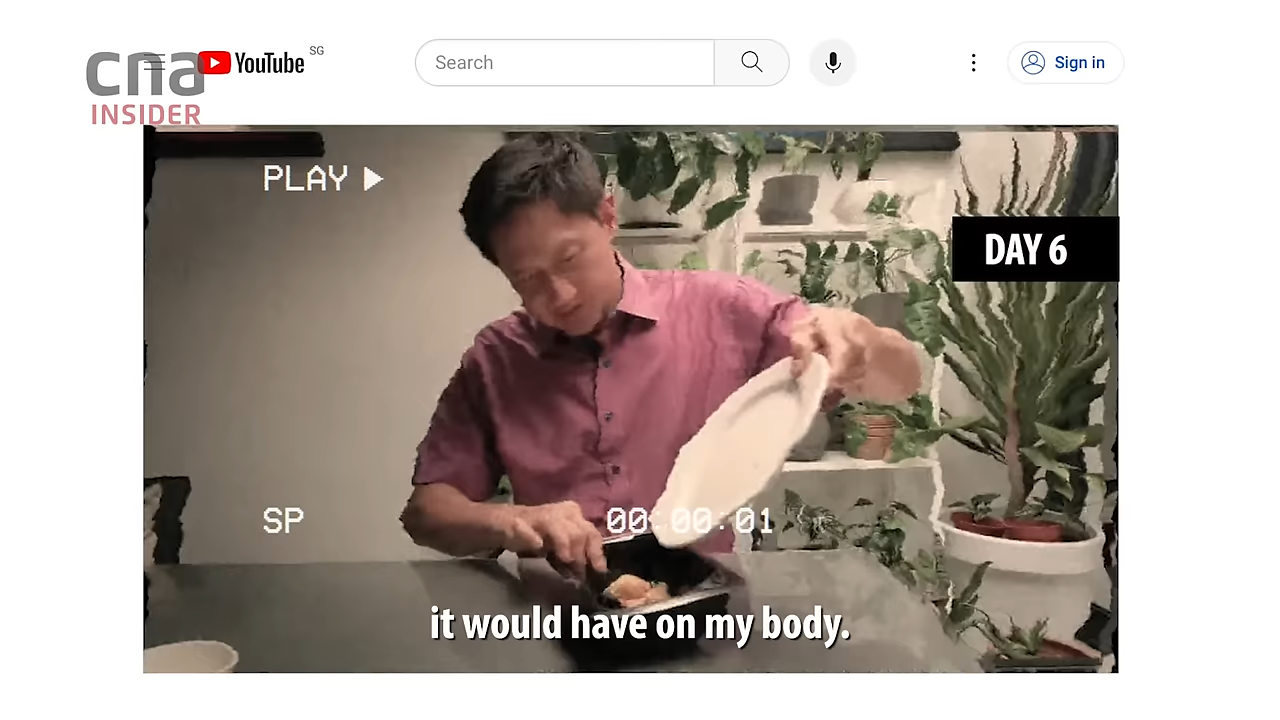 cna
INSIDER
YouTube
SG
Search
Sign in
PLAY
DAY 6
SP
00:00:01
it would have on my body.